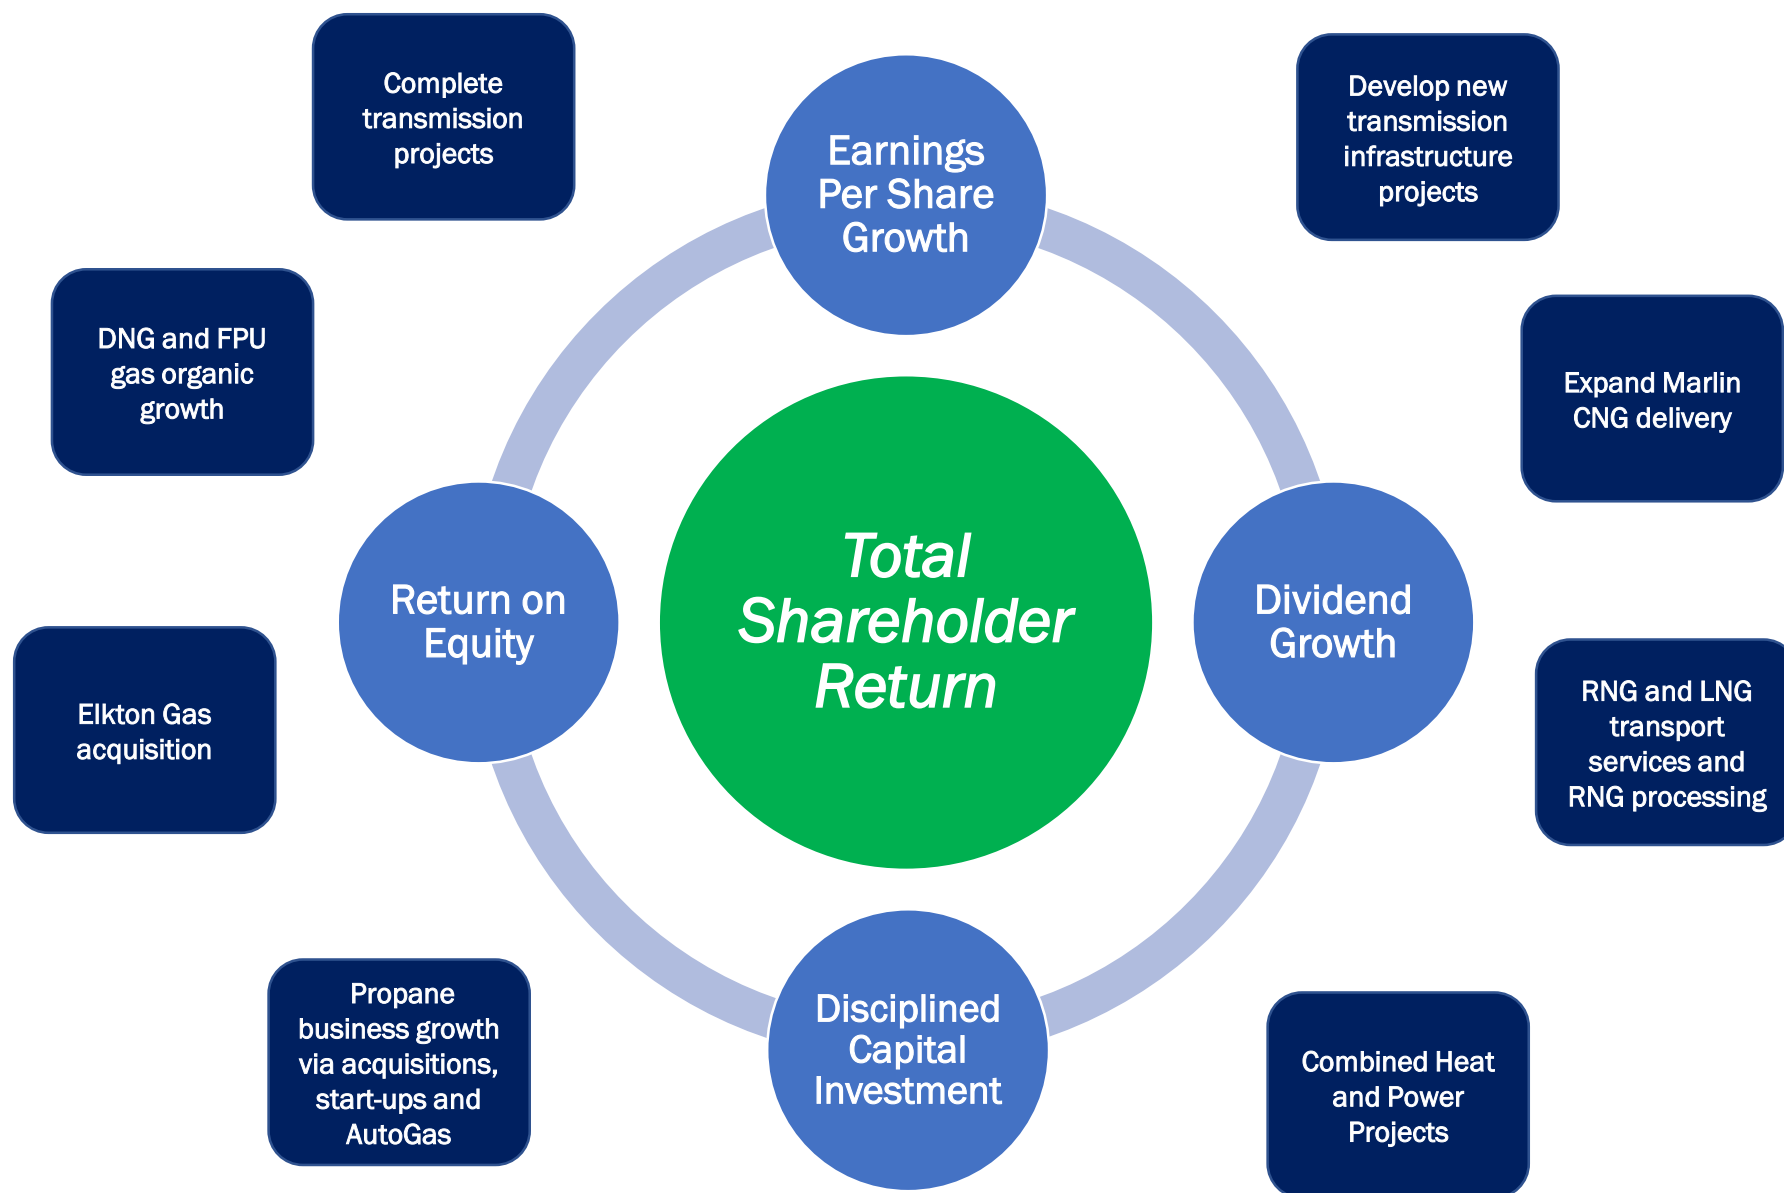 Complete
transmission
projects
Earnings
Per Share
Growth
Develop new
transmission
infrastructure
projects
DNG and FPU
gas organic
growth
Expand Marlin
CNG delivery
Return on
Equity
Total
Shareholder
Return
Dividend
Growth
Elkton Gas
acquisition
RNG and LNG
transport
services and
RNG processing
Propane
business growth
via acquisitions,
start-ups and
AutoGas
Disciplined
Capital
Investment
Combined Heat
and Power
Projects